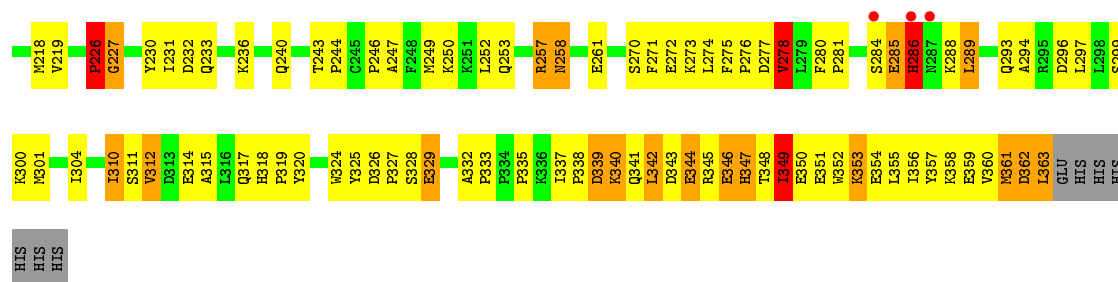 M218 V219 P226 G227 Y230 I231 D232 Q233 K236 Q240 T243 P244 C245 P246 A247 F248 M249 K250 K251 L252 Q253 R257 N258 E261 S270 F271 E272 K273 L274 F275 P276 D277 V278 L279 F280 P281 S284 E285 H286 N287 K288 L289 Q293 A294 R295 D296 L297 L298 S299
K300 M301 I304 I310 S311 V312 D313 E314 A315 L316 Q317 H318 P319 Y320 W324 Y325 D326 P327 S328 E329 A332 P333 P334 P335 K336 I337 P338 D339 K340 Q341 L342 D343 E344 R345 E346 H347 T348 I349 E350 E351 W352 K353 E354 L355 I356 Y357 K358 E359 V360 M361 D362 L363 GLU HIS HIS HIS
HIS HIS HIS